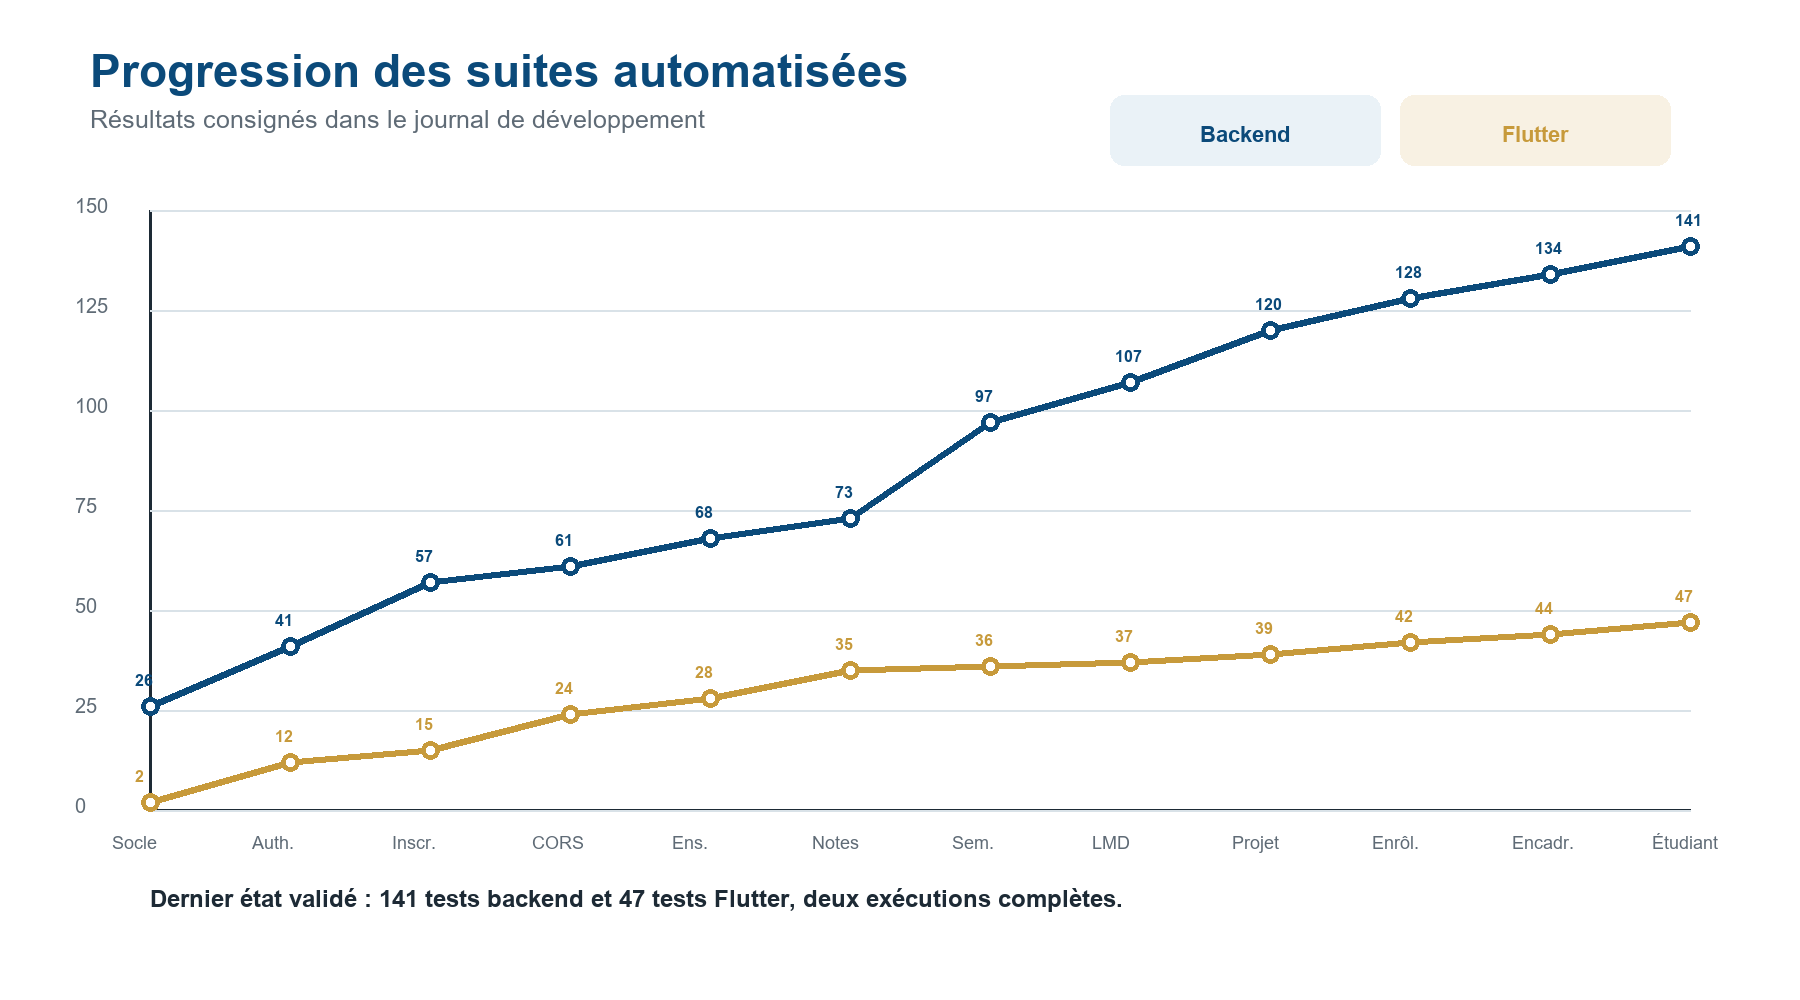 Progression des suites automatisées
Résultats consignés dans le journal de développement
Backend
Flutter
150
125
100
75
50
25
0
26
41
57
61
68
73
97
107
120
128
134
141
2
12
15
24
28
35
36
37
39
42
44
47
Socle
Auth.
Inscr.
CORS
Ens.
Notes
Sem.
LMD
Projet
Enrôl.
Encadr.
Étudiant
Dernier état validé : 141 tests backend et 47 tests Flutter, deux exécutions complètes.